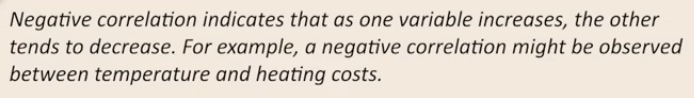 Negative correlation indicates that as one variable increases, the other
tends to decrease. For example, a negative correlation might be observed
between temperature and heating costs.